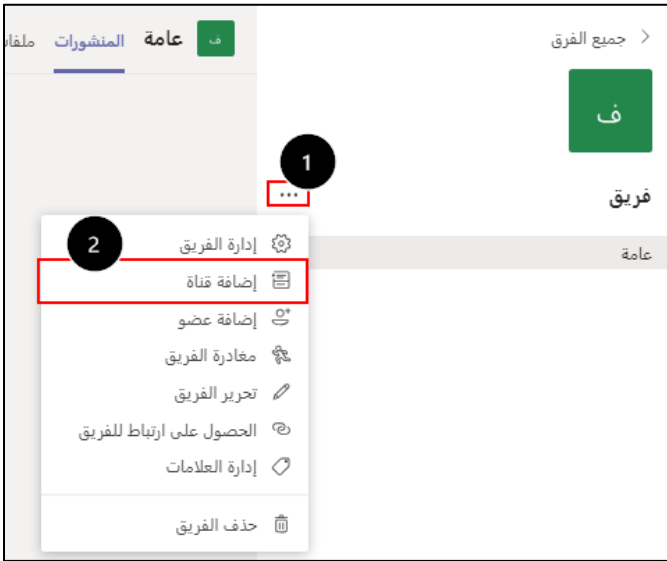 جميع الفرق
ف
فريق
عامة
ف
عامة
المنشورات
1
2
إدارة الفريق
إضافة قناة
إضافة عضو
مغادرة الفريق
تحرير الفريق
الحصول على ارتباط للفريق
إدارة العلامات
حذف الفريق